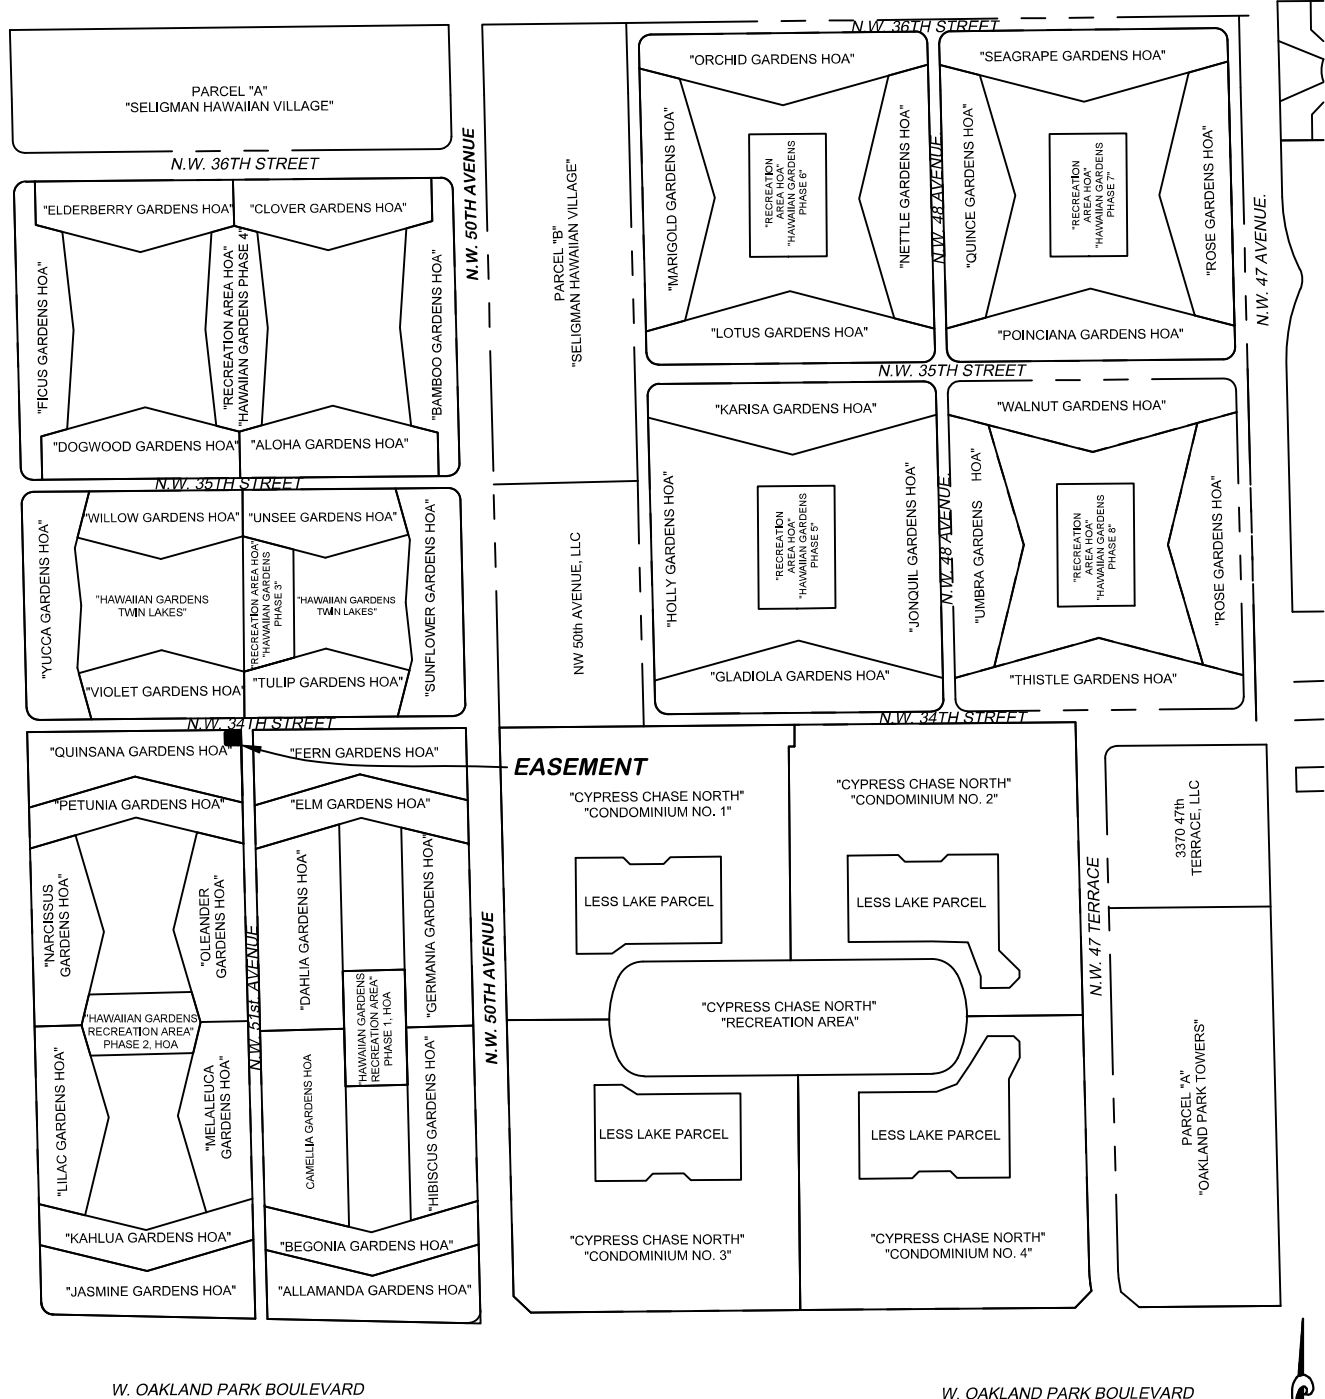 N.W. 36TH STREET
"ORCHID GARDENS HOA"
"SEAGRAPE GARDENS HOA"
PARCEL "A"
"SELIGMAN HAWAIIAN VILLAGE"
N.W. 36TH STREET
N.W. 50TH AVENUE
PARCEL "B"
"SELIGMAN HAWAIIAN VILLAGE"
"MARIGOLD GARDENS HOA"
"RECREATION
AREA HOA"
"HAWAIIAN GARDENS
PHASE 6"
"NETTLE GARDENS HOA"
N.W. 48 AVENUE.
"QUINCE GARDENS HOA"
"RECREATION
AREA HOA"
"HAWAIIAN GARDENS
PHASE 7"
"ROSE GARDENS HOA"
N.W. 47 AVENUE.
"ELDERBERRY GARDENS HOA"
"CLOVER GARDENS HOA"
"FICUS GARDENS HOA"
"RECREATION AREA HOA"
"HAWAIIAN GARDENS PHASE 4"
"BAMBOO GARDENS HOA"
"LOTUS GARDENS HOA"
"POINCIANA GARDENS HOA"
N.W. 35TH STREET
"KARISA GARDENS HOA"
"WALNUT GARDENS HOA"
"DOGWOOD GARDENS HOA"
"ALOHA GARDENS HOA"
N.W. 35TH STREET
"YUCCA GARDENS HOA"
"WILLOW GARDENS HOA"
"UNSEE GARDENS HOA"
"SUNFLOWER GARDENS HOA"
"HAWAIIAN GARDENS
TWIN LAKES"
"RECREATION AREA HOA"
"HAWAIIAN GARDENS
PHASE 3"
"HAWAIIAN GARDENS
TWIN LAKES"
NW 50th AVENUE, LLC
"HOLLY GARDENS HOA"
"RECREATION
AREA HOA"
"HAWAIIAN GARDENS
PHASE 5"
"JONQUIL GARDENS HOA"
N.W. 48 AVENUE.
"UMBRA GARDENS HOA"
"RECREATION
AREA HOA"
"HAWAIIAN GARDENS
PHASE 8"
"ROSE GARDENS HOA"
"VIOLET GARDENS HOA"
"TULIP GARDENS HOA"
"GLADIOLA GARDENS HOA"
"THISTLE GARDENS HOA"
N.W. 34TH STREET
N.W. 34TH STREET
"QUINSANA GARDENS HOA"
"FERN GARDENS HOA"
EASEMENT
"PETUNIA GARDENS HOA"
"ELM GARDENS HOA"
"CYPRESS CHASE NORTH"
"CONDOMINIUM NO. 1"
"CYPRESS CHASE NORTH"
"CONDOMINIUM NO. 2"
3370 47th
TERRACE, LLC
"NARCISSUS
GARDENS HOA"
"OLEANDER
GARDENS HOA"
N.W. 51st. AVENUE
"DAHLIA GARDENS HOA"
"GERMANIA GARDENS HOA"
N.W. 50TH AVENUE
LESS LAKE PARCEL
LESS LAKE PARCEL
N.W. 47 TERRACE
"HAWAIIAN GARDENS
RECREATION AREA"
PHASE 2, HOA
"HAWAIIAN GARDENS
RECREATION AREA"
PHASE 1, HOA
"CYPRESS CHASE NORTH"
"RECREATION AREA"
"LILAC GARDENS HOA"
"MELALEUCA
GARDENS HOA"
CAMELLIA GARDENS HOA
"HIBISCUS GARDENS HOA"
LESS LAKE PARCEL
LESS LAKE PARCEL
PARCEL "A"
"OAKLAND PARK TOWERS"
"KAHLUA GARDENS HOA"
"BEGONIA GARDENS HOA"
"CYPRESS CHASE NORTH"
"CONDOMINIUM NO. 3"
"CYPRESS CHASE NORTH"
"CONDOMINIUM NO. 4"
"JASMINE GARDENS HOA"
"ALLAMANDA GARDENS HOA"
W. OAKLAND PARK BOULEVARD
W. OAKLAND PARK BOULEVARD